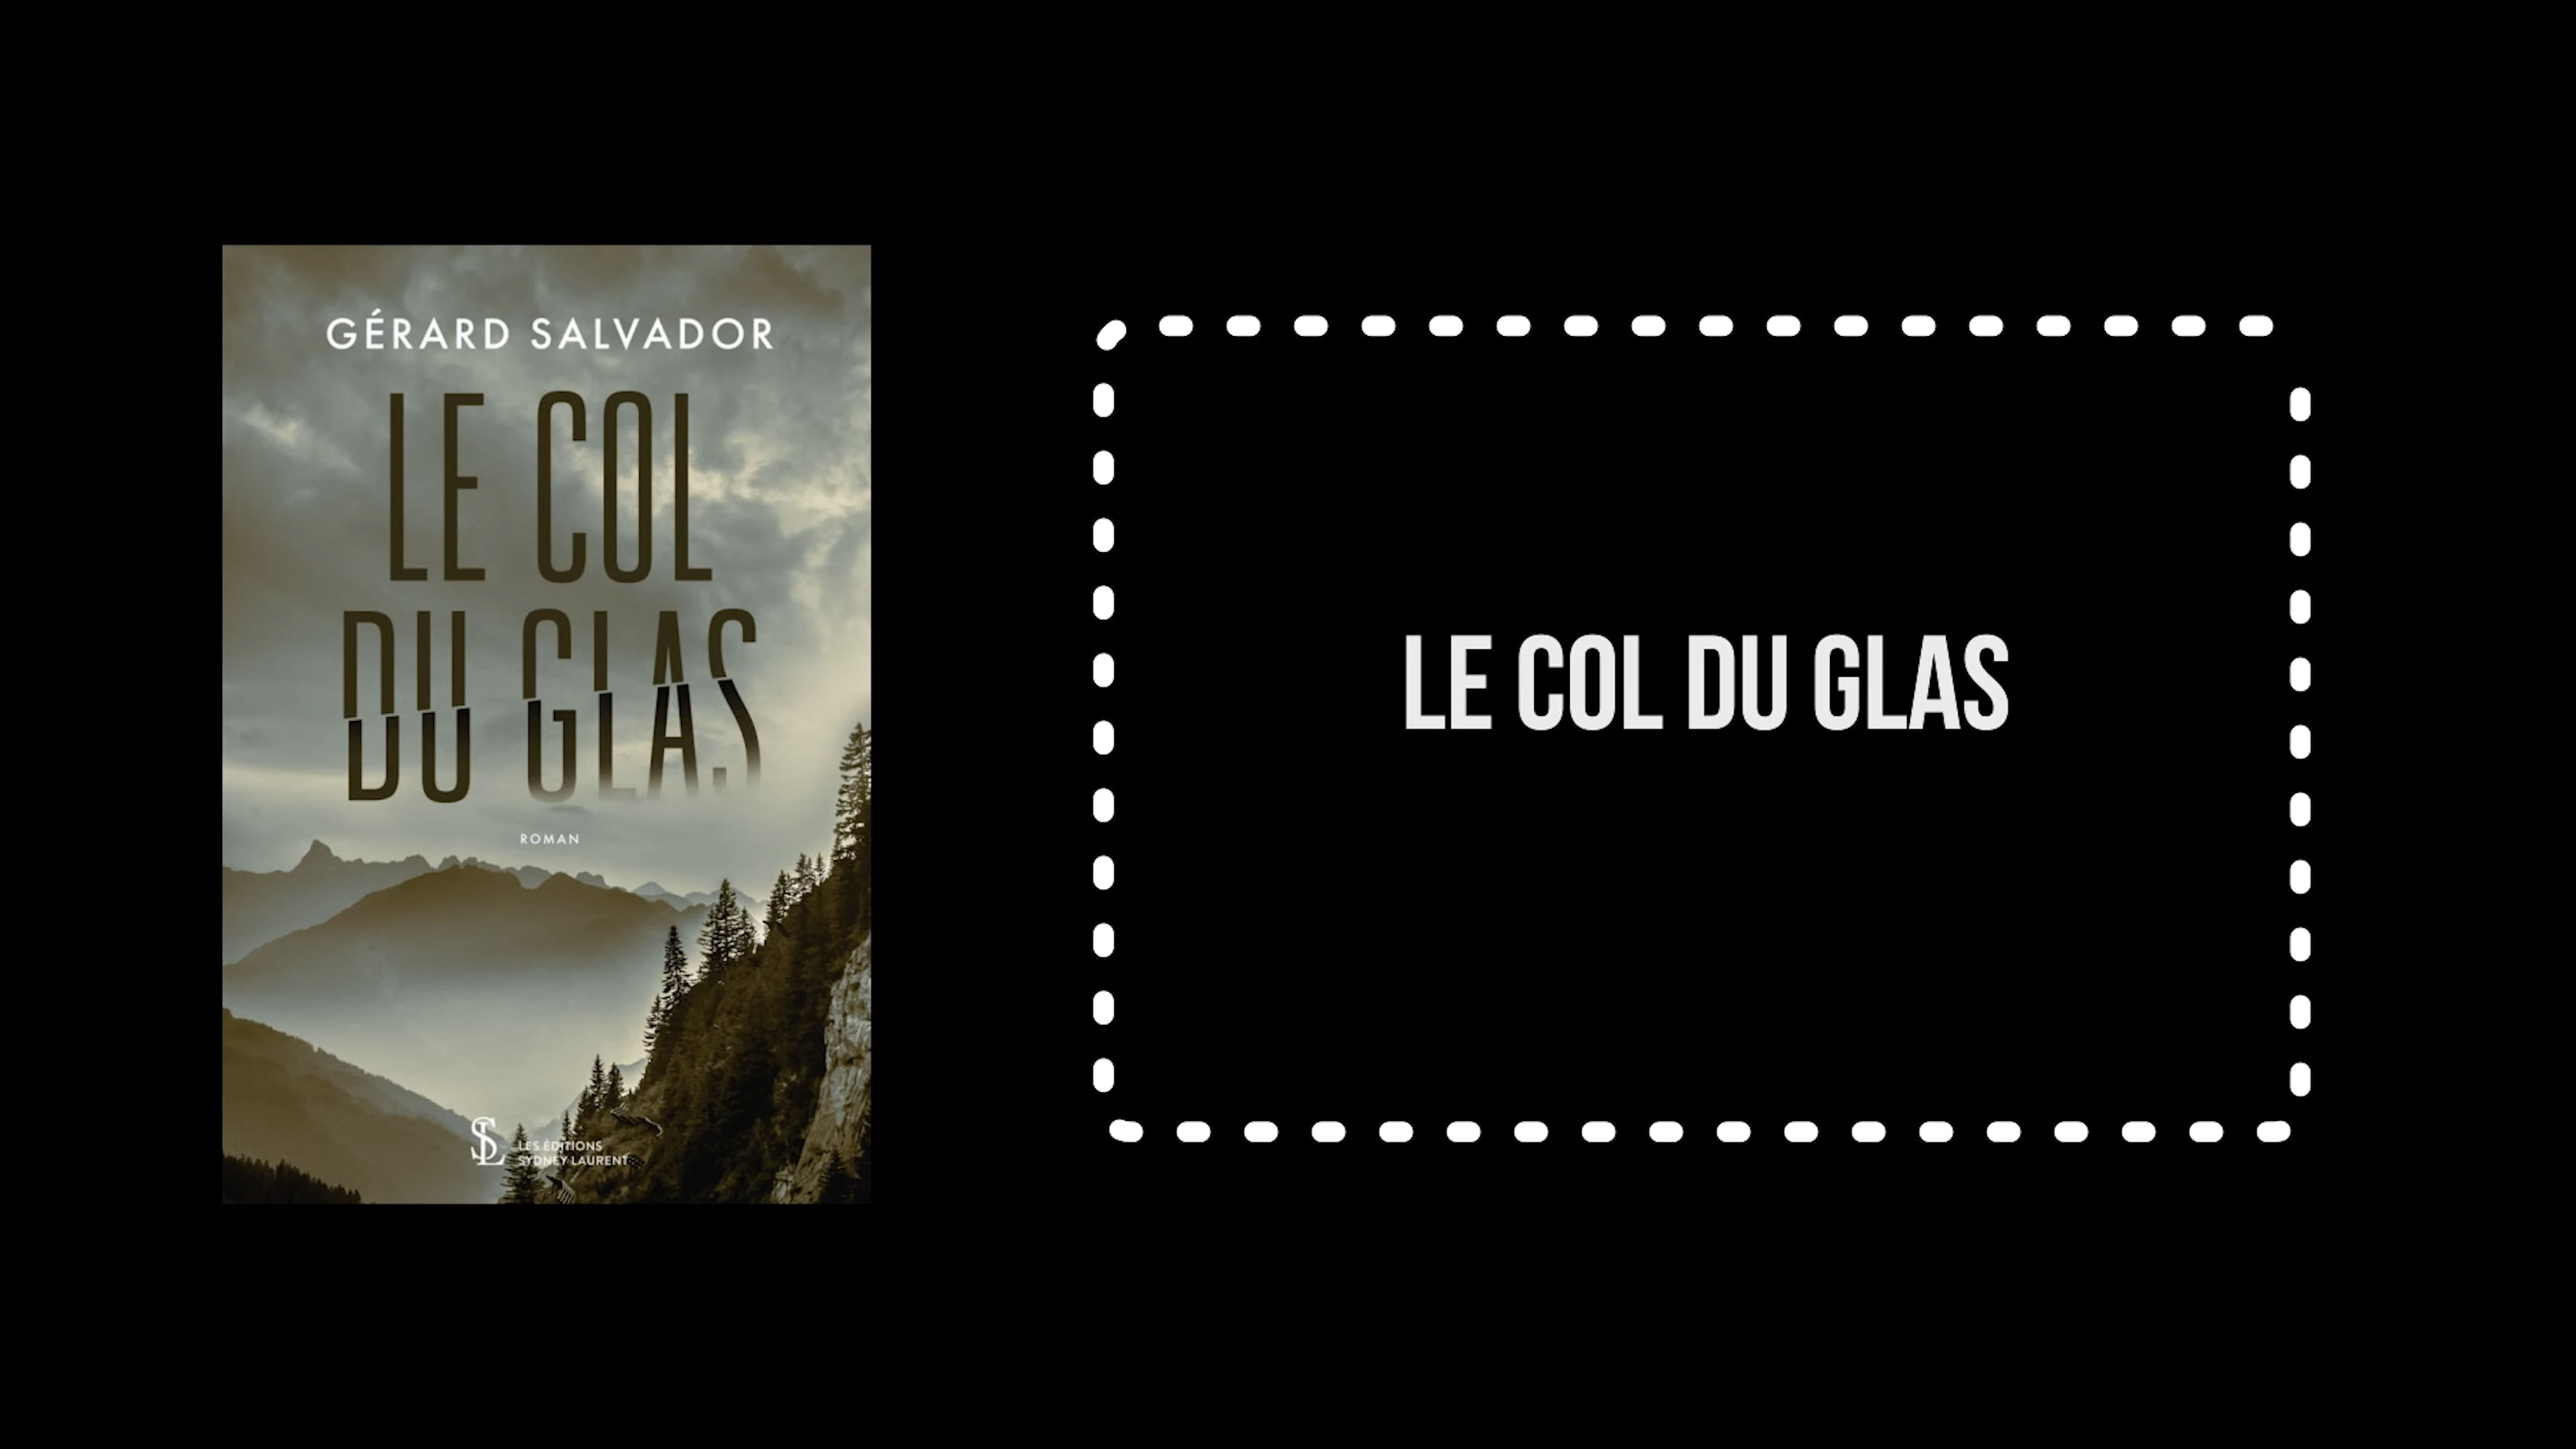 GÉRARD SALVADOR
LE COL
DU GLAS
ROMAN
SL
LES ÉDITIONS
SYDNEY LAURENT
LE COL DU GLAS